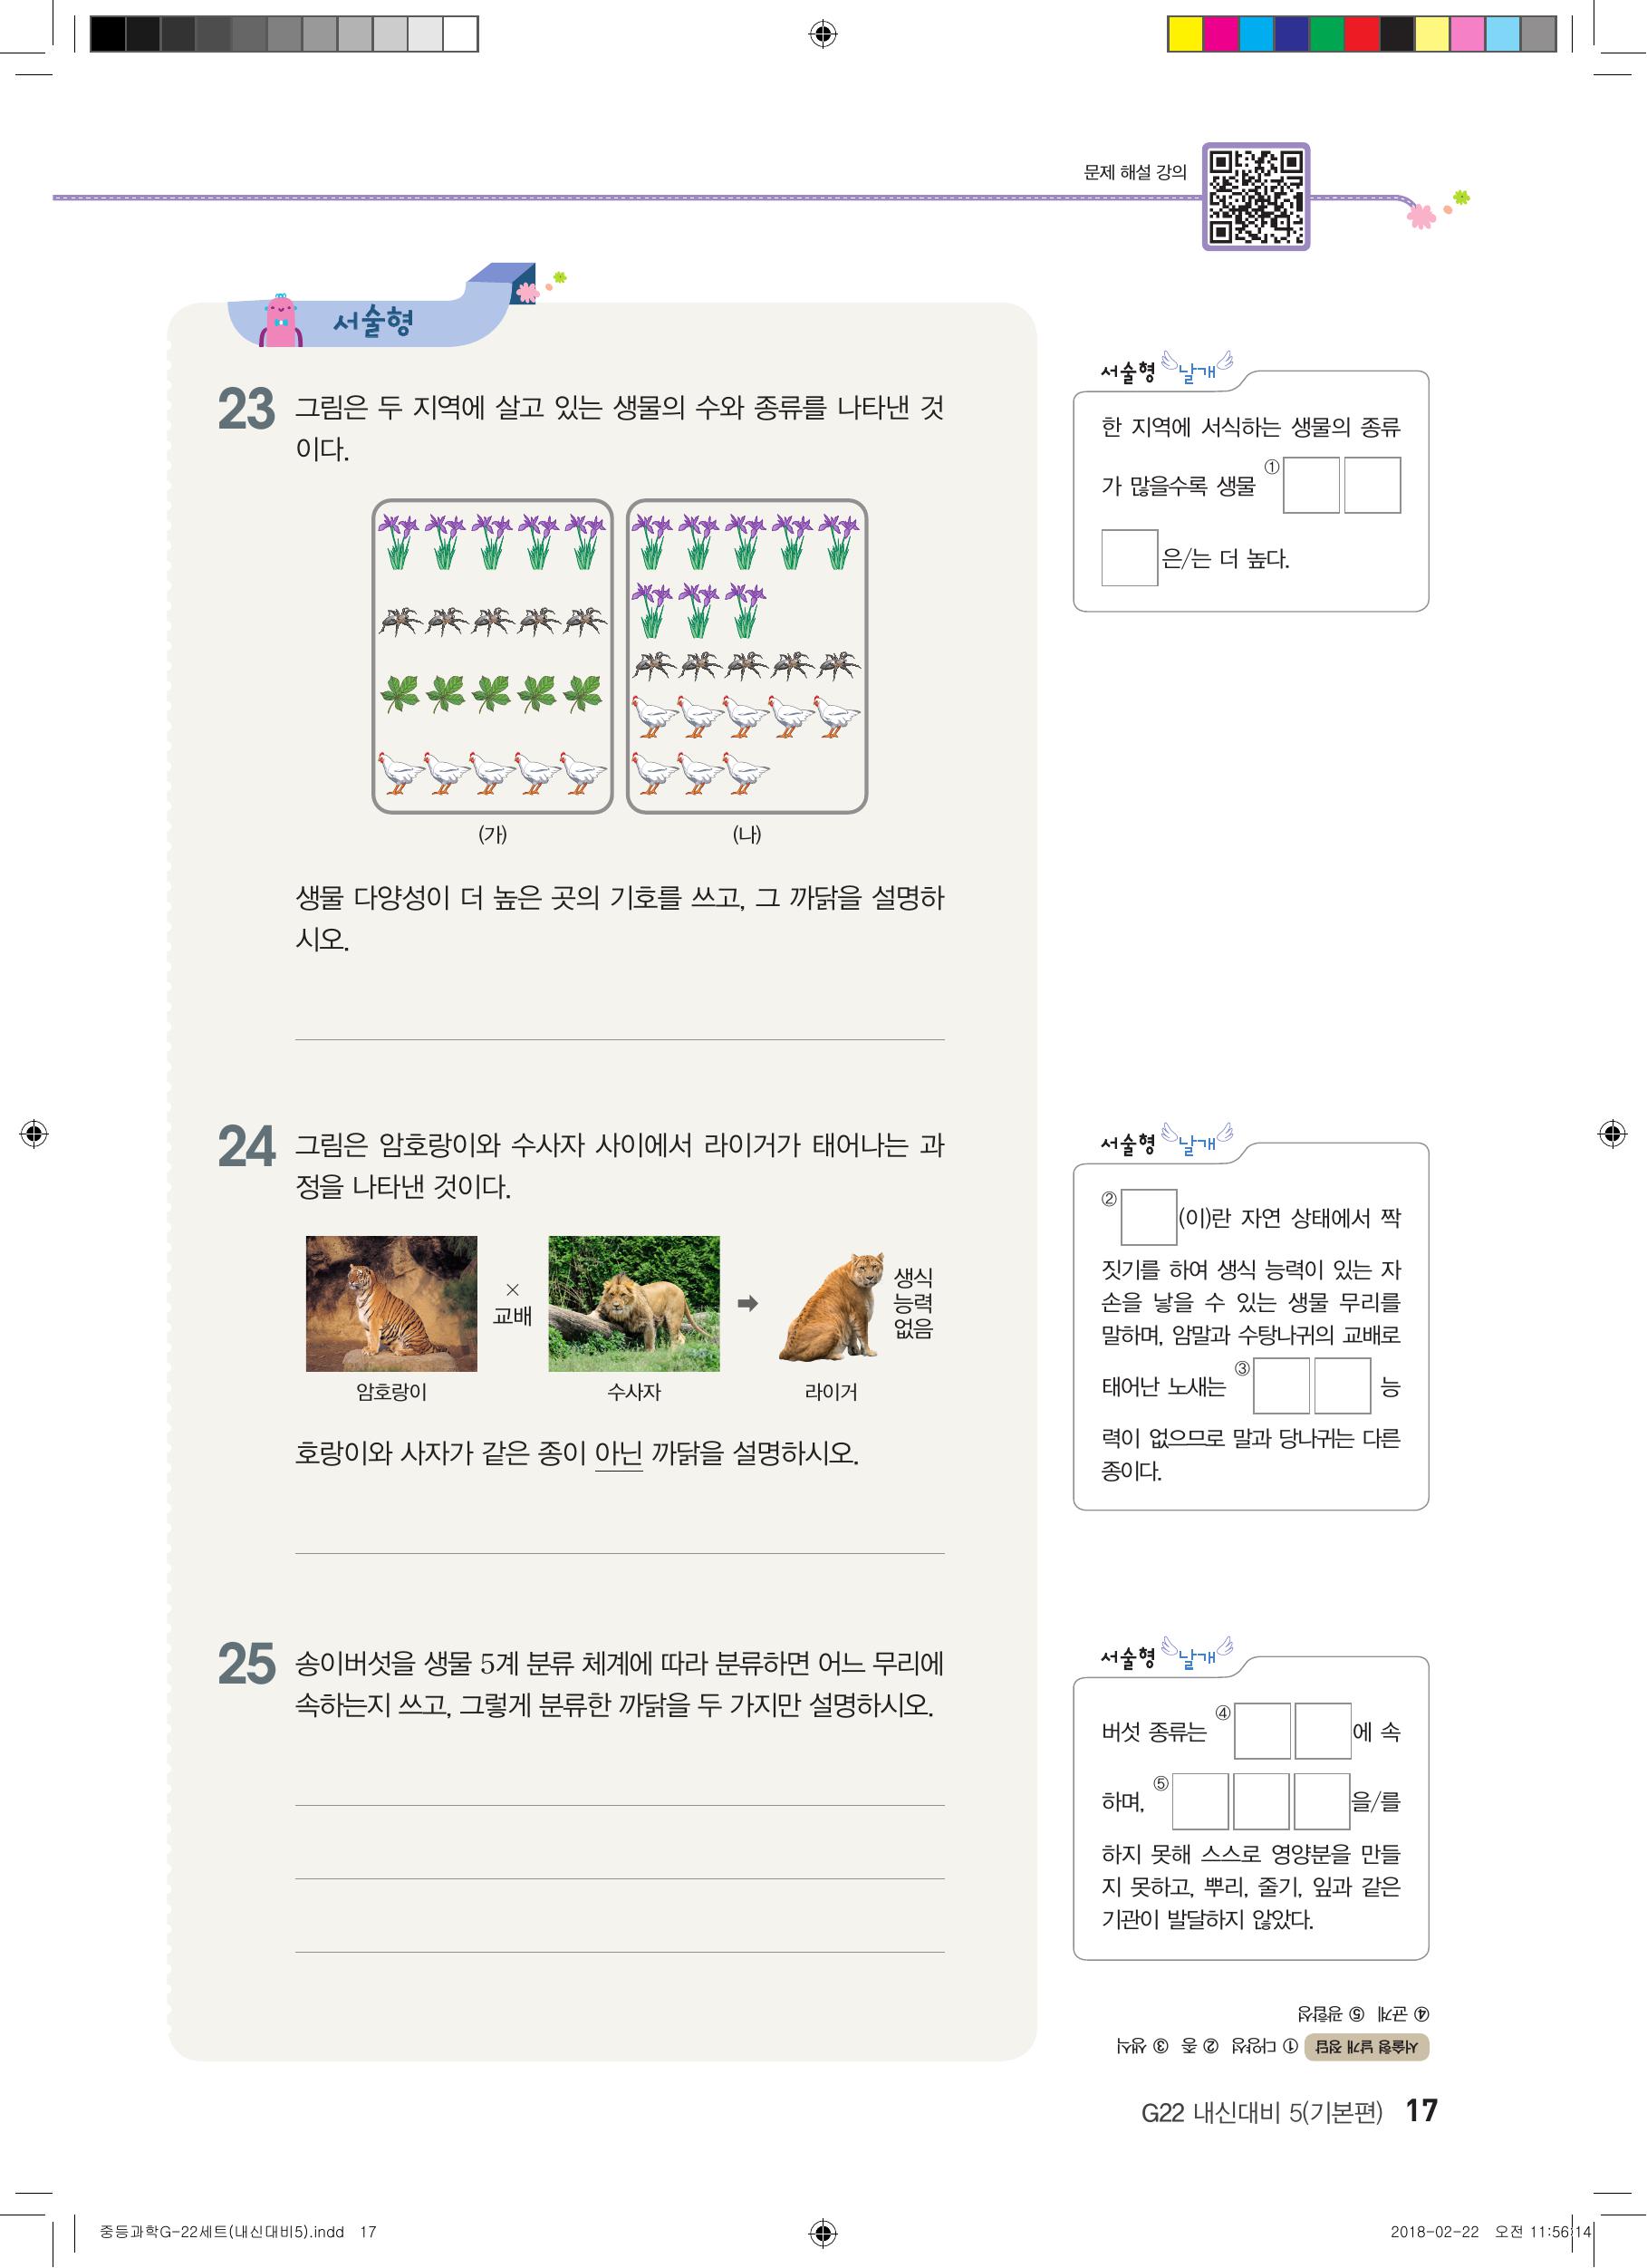 문제 해설 강의
서술형
23 그림은 두 지역에 살고 있는 생물의 수와 종류를 나타낸 것
이다.
(가) (나)
생물 다양성이 더 높은 곳의 기호를 쓰고, 그 까닭을 설명하
시오.
서술형 날개
한 지역에 서식하는 생물의 종류
가 많을수록 생물 ①
은/는 더 높다.
24 그림은 암호랑이와 수사자 사이에서 라이거가 태어나는 과
정을 나타낸 것이다.
×
교배
생식
능력
없음
암호랑이 수사자 라이거
호랑이와 사자가 같은 종이 아닌 까닭을 설명하시오.
서술형 날개
② (이)란 자연 상태에서 짝
짓기를 하여 생식 능력이 있는 자
손을 낳을 수 있는 생물 무리를
말하며, 암말과 수탕나귀의 교배로
태어난 노새는 ③ 능
력이 없으므로 말과 당나귀는 다른
종이다.
25 송이버섯을 생물 5계 분류 체계에 따라 분류하면 어느 무리에
속하는지 쓰고, 그렇게 분류한 까닭을 두 가지만 설명하시오.
서술형 날개
버섯 종류는 ④ 에 속
하며, ⑤ 을/를
하지 못해 스스로 영양분을 만들
지 못하고, 뿌리, 줄기, 잎과 같은
기관이 발달하지 않았다.
서술형 날개 정답 ① 다양성 ② 종 ③ 생식
④ 균계 ⑤ 광합성
G22 내신대비 5(기본편) 17
중등과학G-22세트(내신대비5).indd 17
2018-02-22 오전 11:56:14